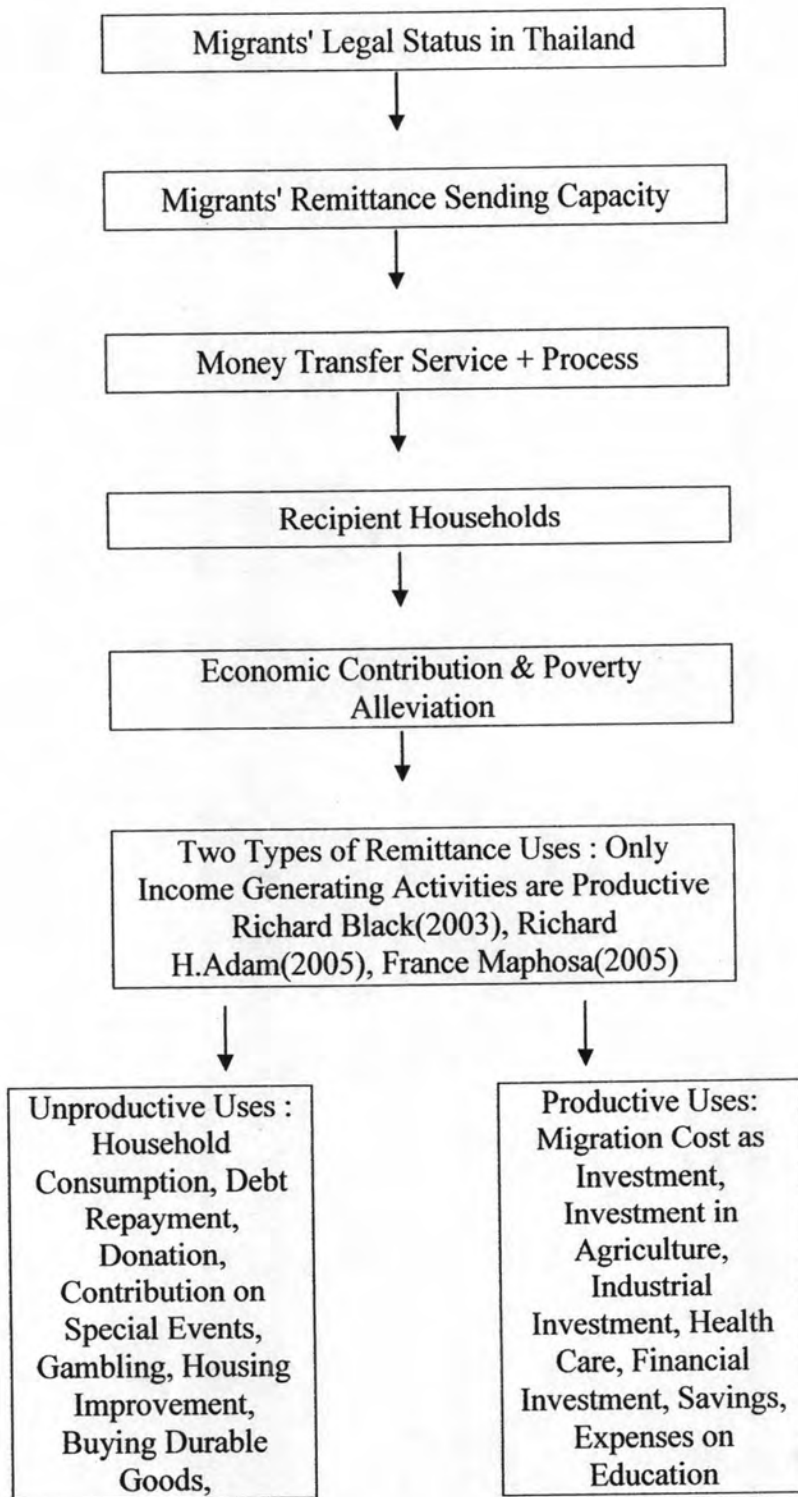 Migrants' Legal Status in Thailand
Migrants' Remittance Sending Capacity
Money Transfer Service + Process
Recipient Households
Economic Contribution & Poverty
Alleviation
Two Types of Remittance Uses : Only
Income Generating Activities are Productive
Richard Black(2003), Richard
H.Adam(2005), France Maphosa(2005)
Unproductive Uses :
Household
Consumption, Debt
Repayment,
Donation,
Contribution on
Special Events,
Gambling, Housing
Improvement,
Buying Durable
Goods,
Productive Uses:
Migration Cost as
Investment,
Investment in
Agriculture,
Industrial
Investment, Health
Care, Financial
Investment, Savings,
Expenses on
Education